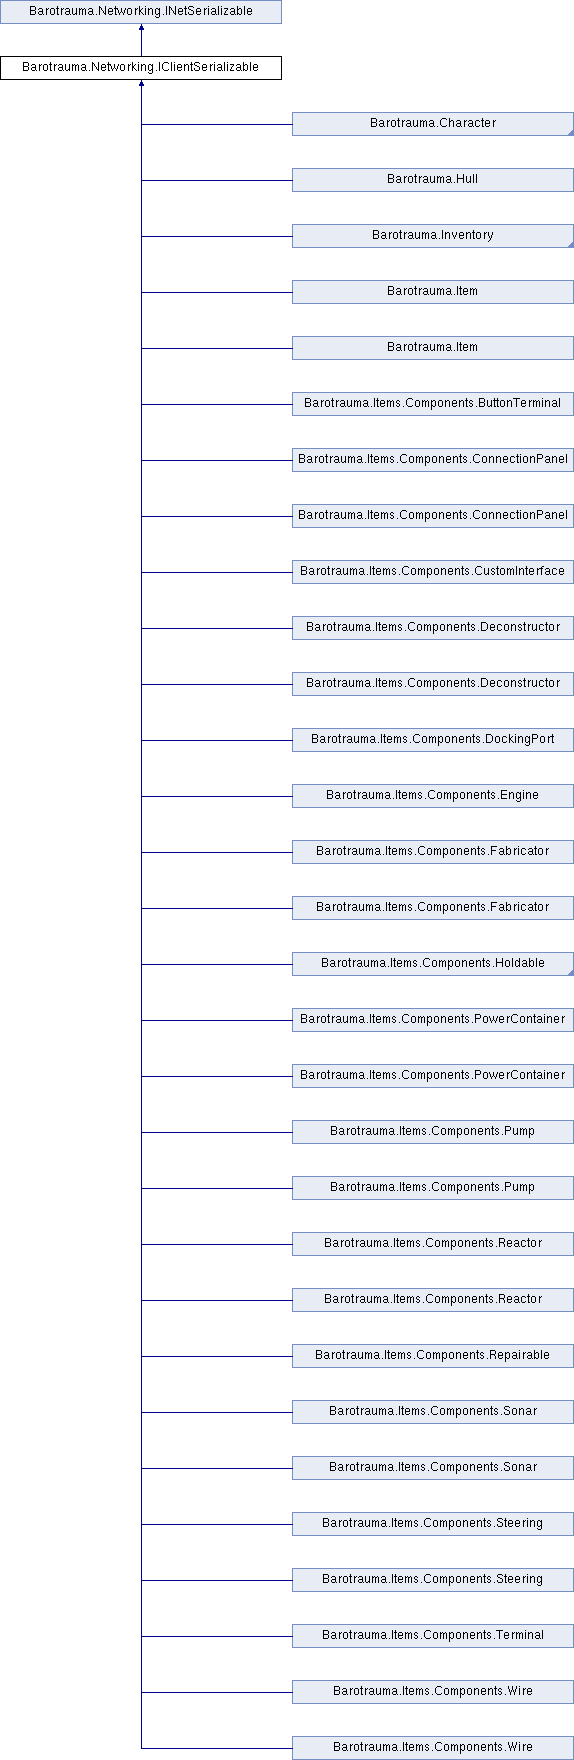 Barotrauma.Networking.INetSerializable
Barotrauma.Networking.IClientSerializable
Barotrauma.Character
Barotrauma.Hull
Barotrauma.Inventory
Barotrauma.Item
Barotrauma.Item
Barotrauma.Items.Components.ButtonTerminal
Barotrauma.Items.Components.ConnectionPanel
Barotrauma.Items.Components.ConnectionPanel
Barotrauma.Items.Components.CustomInterface
Barotrauma.Items.Components.Deconstructor
Barotrauma.Items.Components.Deconstructor
Barotrauma.Items.Components.DockingPort
Barotrauma.Items.Components.Engine
Barotrauma.Items.Components.Fabricator
Barotrauma.Items.Components.Fabricator
Barotrauma.Items.Components.Holdable
Barotrauma.Items.Components.PowerContainer
Barotrauma.Items.Components.PowerContainer
Barotrauma.Items.Components.Pump
Barotrauma.Items.Components.Pump
Barotrauma.Items.Components.Reactor
Barotrauma.Items.Components.Reactor
Barotrauma.Items.Components.Repairable
Barotrauma.Items.Components.Sonar
Barotrauma.Items.Components.Sonar
Barotrauma.Items.Components.Steering
Barotrauma.Items.Components.Steering
Barotrauma.Items.Components.Terminal
Barotrauma.Items.Components.Wire
Barotrauma.Items.Components.Wire